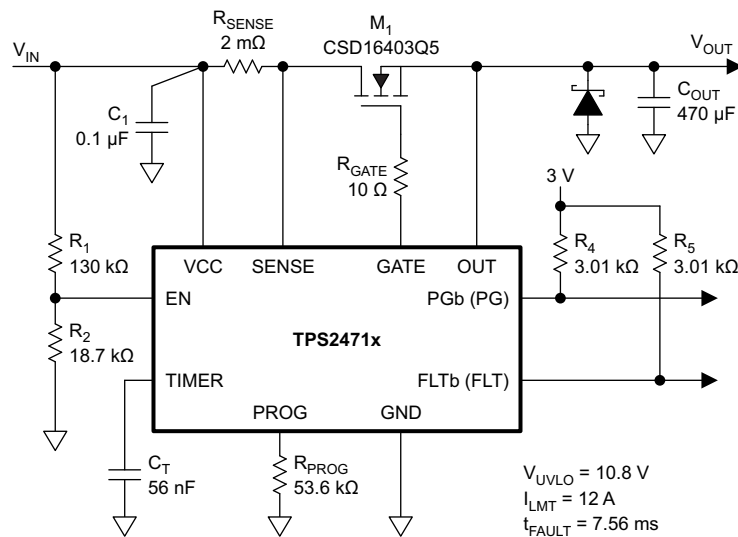 R_SENSE
2 mΩ
M_1
CSD16403Q5
V_IN
V_OUT
C_1
0.1 µF
C_OUT
470 µF
R_GATE
10 Ω
3 V
R_1
130 kΩ
R_4
3.01 kΩ
R_5
3.01 kΩ
VCC
SENSE
GATE
OUT
EN
PGb (PG)
R_2
18.7 kΩ
TPS2471x
TIMER
FLTb (FLT)
PROG
GND
C_T
56 nF
R_PROG
53.6 kΩ
V_UVLO = 10.8 V
I_LMT = 12 A
t_FAULT = 7.56 ms